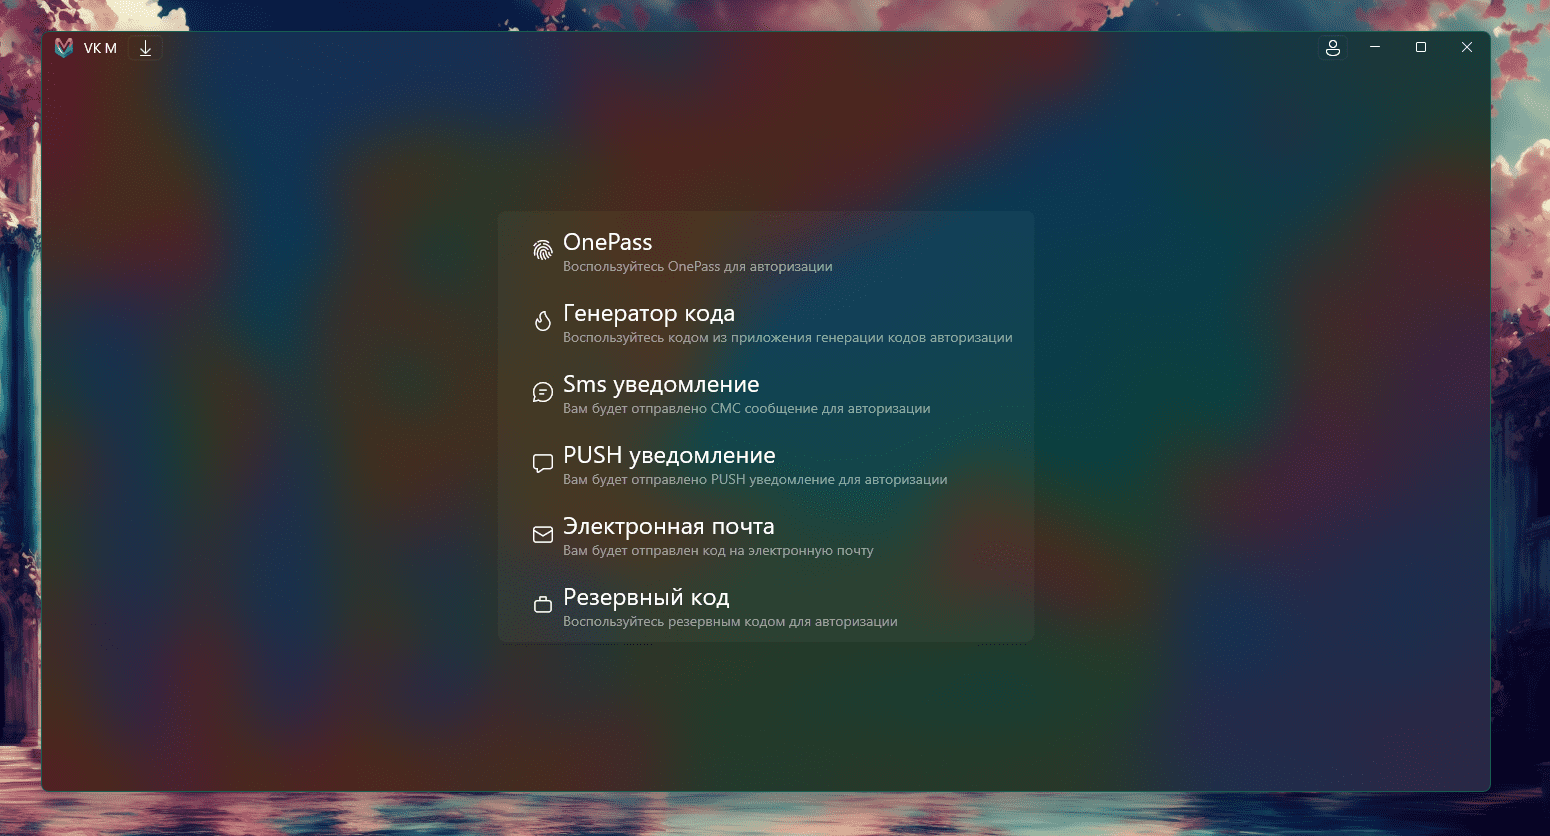 VK M
OnePass
Воспользуйтесь OnePass для авторизации
Генератор кода
Воспользуйтесь кодом из приложения генерации кодов авторизации
Sms уведомление
Вам будет отправлено СМС сообщение для авторизации
PUSH уведомление
Вам будет отправлено PUSH уведомление для авторизации
Электронная почта
Вам будет отправлен код на электронную почту
Резервный код
Воспользуйтесь резервным кодом для авторизации